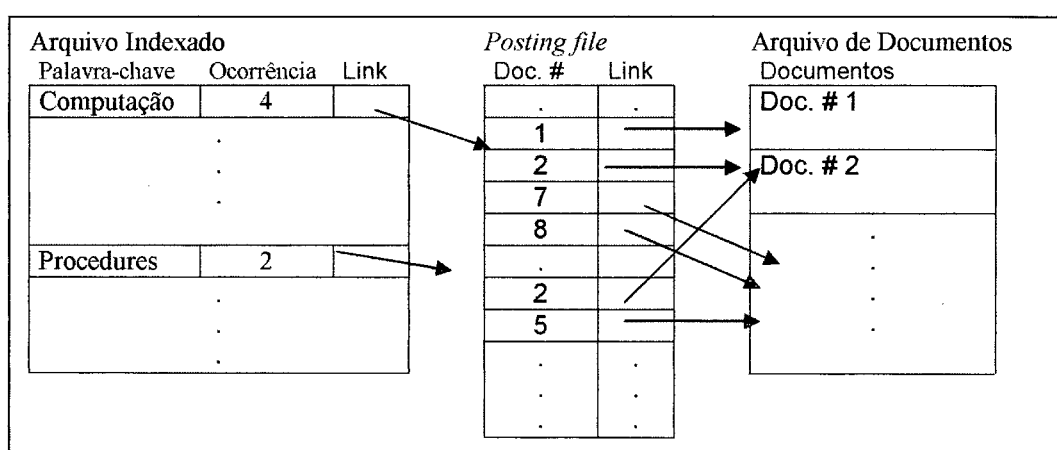 Arquivo Indexado Posting file Arquivo de Documentos
Palavra-chave Ocorrência Link Doc. # Link Documentos
Computação 4 . . Doc. # 1
. 1
. 2 Doc. # 2
. 7
8 .
Procedures 2 . .
. 2 .
. 5 .
. . .
. .
. .